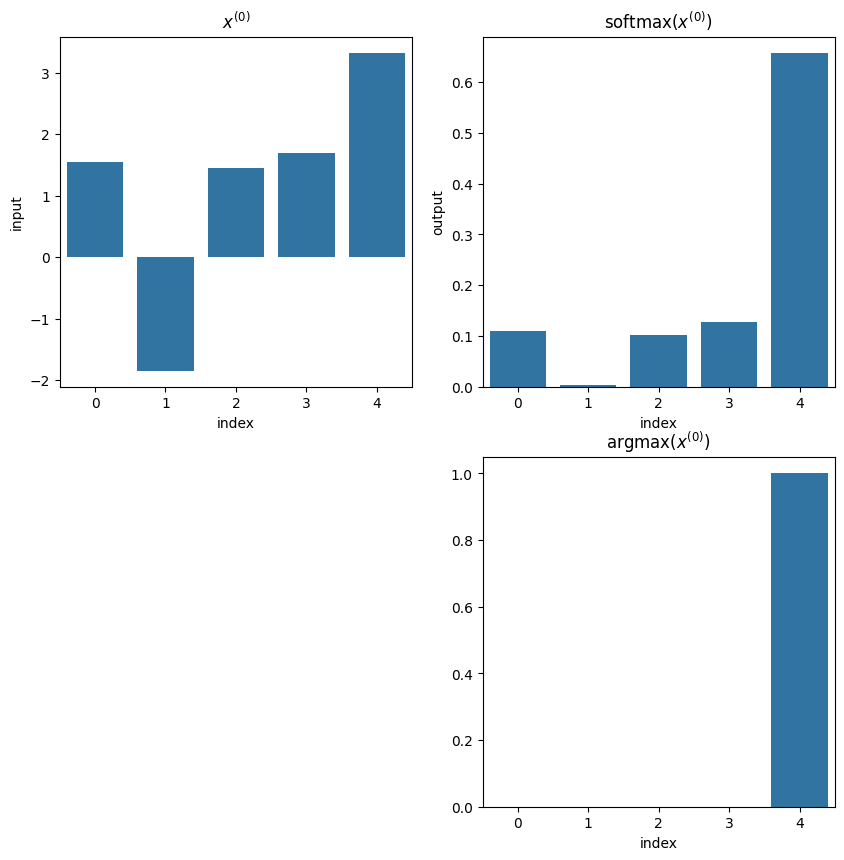 x^{(0)}
3
2
1
0
−1
−2
input
0 1 2 3 4
index
softmax(x^{(0)})
0.6
0.5
0.4
0.3
0.2
0.1
0.0
output
0 1 2 3 4
index
argmax(x^{(0)})
1.0
0.8
0.6
0.4
0.2
0.0
0 1 2 3 4
index